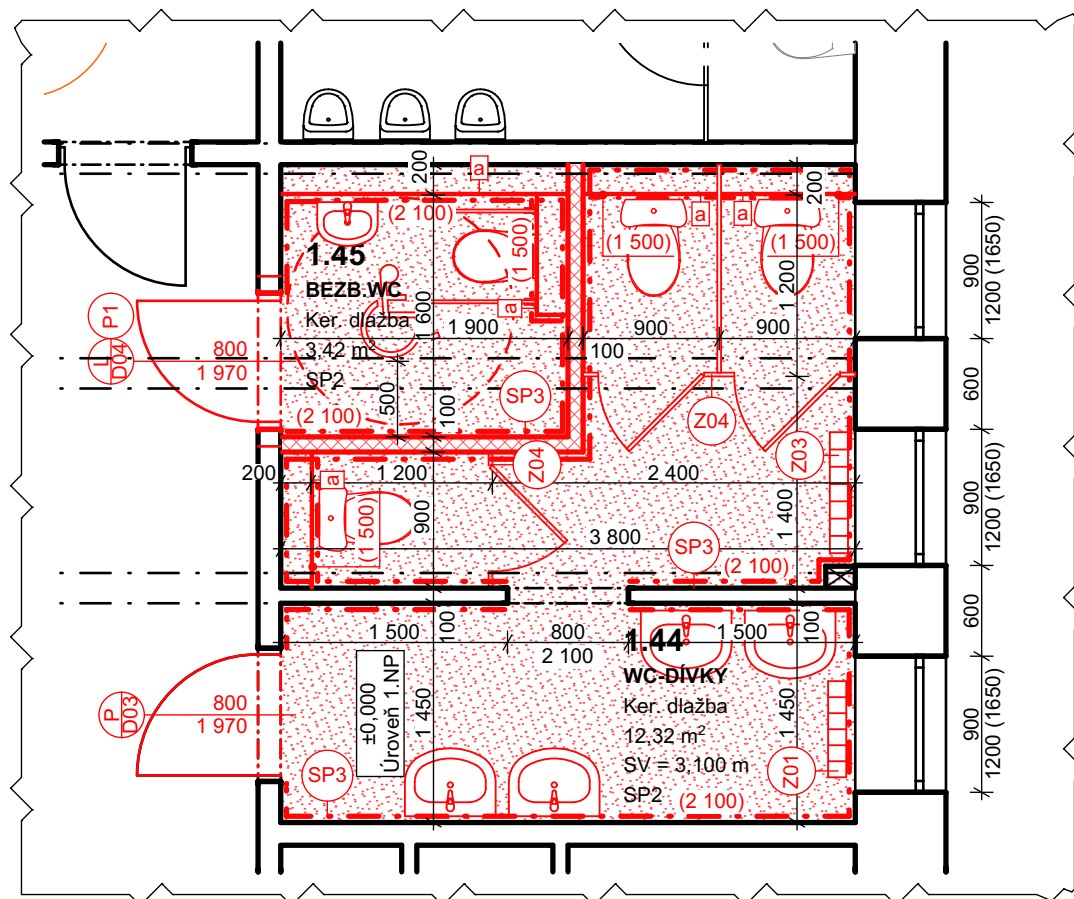 200
a
200
(2 100)
a
a
(1 500)
(1 500)
(1 500)
1.45
BEZB.WC
Ker. dlažba
3,42 m²
SP2
a
1 600
1 900
900
900
1 200
100
P1
L
D04
800
1 970
(2 100)
500
100
SP3
Z04
Z04
Z03
900
1200 (1650)
600
900
1200 (1650)
600
900
1200 (1650)
200
a
1 200
2 400
(1 500)
900
1 400
3 800
SP3
(2 100)
1 500
100
800
2 100
1 500
100
1.44
WC-DÍVKY
Ker. dlažba
12,32 m²
SV = 3,100 m
SP2
(2 100)
±0,000
Úroveň 1.NP
1 450
1 450
P
D03
800
1 970
SP3
Z01